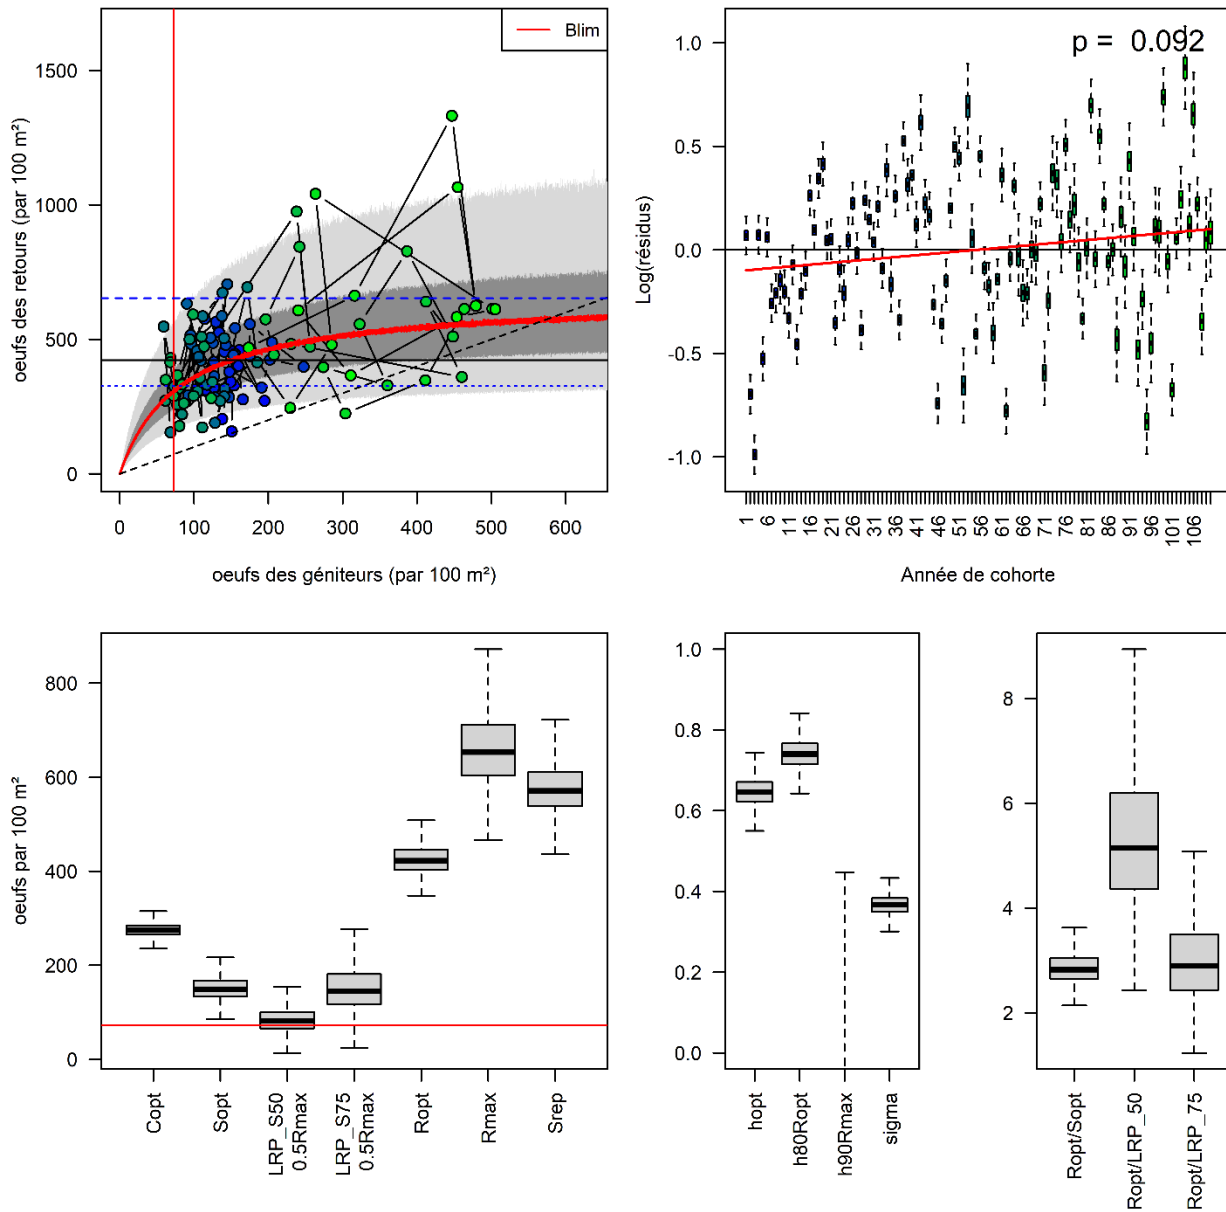 Blim
1500
1000
500
0
oeufs des retours (par 100 m²)
0 100 200 300 400 500 600
oeufs des géniteurs (par 100 m²)
p = 0.092
1.0
0.5
0.0
-0.5
-1.0
Log(résidus)
1 6 11 16 21 26 31 36 41 46 51 56 61 66 71 76 81 86 91 96 101 106
Année de cohorte
800
600
400
200
0
oeufs par 100 m²
Copt
Sopt
LRP_S50
0.5Rmax
LRP_S75
0.5Rmax
Ropt
Rmax
Srep
1.0
0.8
0.6
0.4
0.2
0.0
hopt
h80Ropt
h90Rmax
sigma
8
6
4
2
Ropt/Sopt
Ropt/LRP_50
Ropt/LRP_75